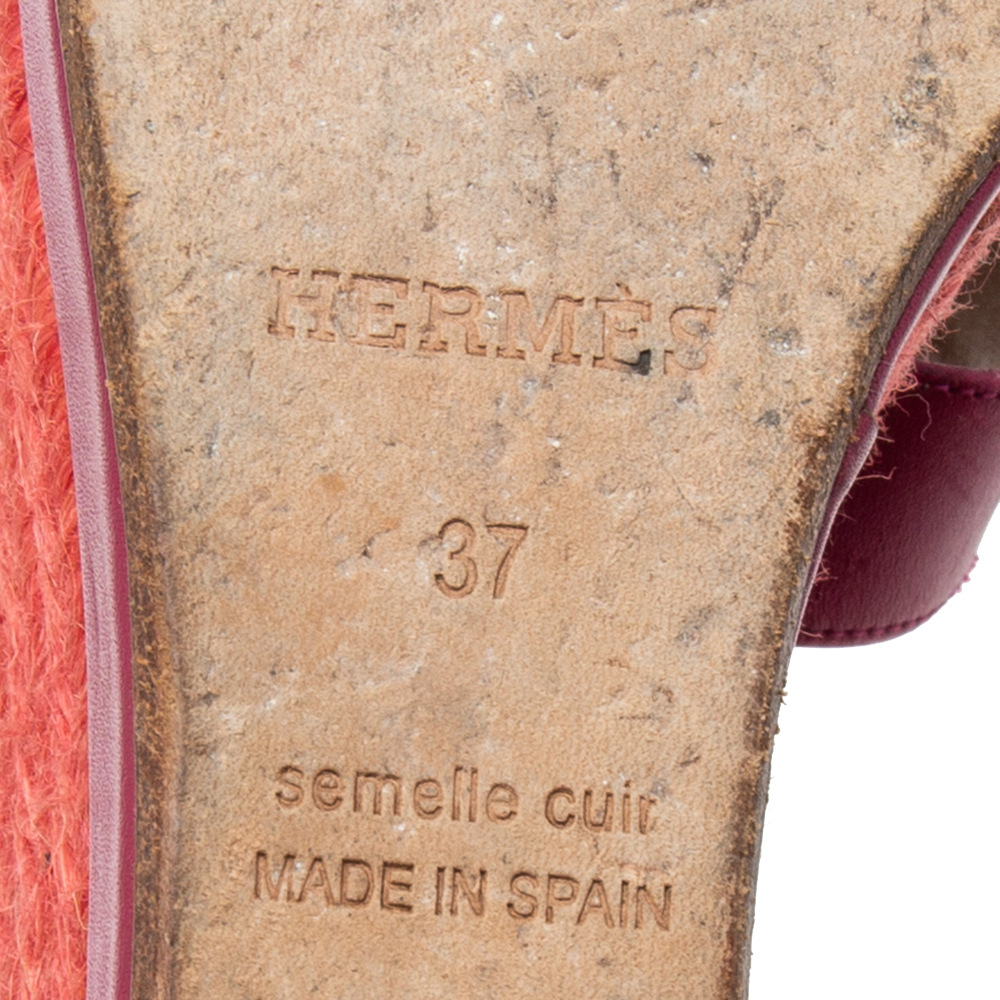 HERMÈS
37
semelle cuir
MADE IN SPAIN